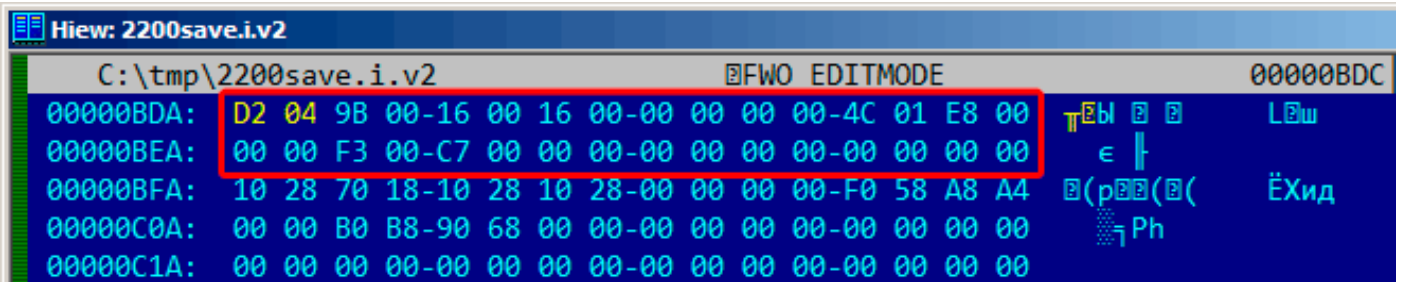 Hiew: 2200save.i.v2
C:\tmp\2200save.i.v2 FWO EDITMODE 00000BDC
00000BDA: D2 04 9B 00-16 00 16 00-00 00 00 00-4C 01 E8 00 ╥ Ы L ш
00000BEA: 00 00 F3 00-C7 00 00 00-00 00 00 00-00 00 00 00 є ╟
00000BFA: 10 28 70 18-10 28 10 28-00 00 00 00-F0 58 A8 A4 (p ( ( ЁXид
00000C0A: 00 00 B0 B8-90 68 00 00-00 00 00 00-00 00 00 00 ░╕Рh
00000C1A: 00 00 00 00-00 00 00 00-00 00 00 00-00 00 00 00